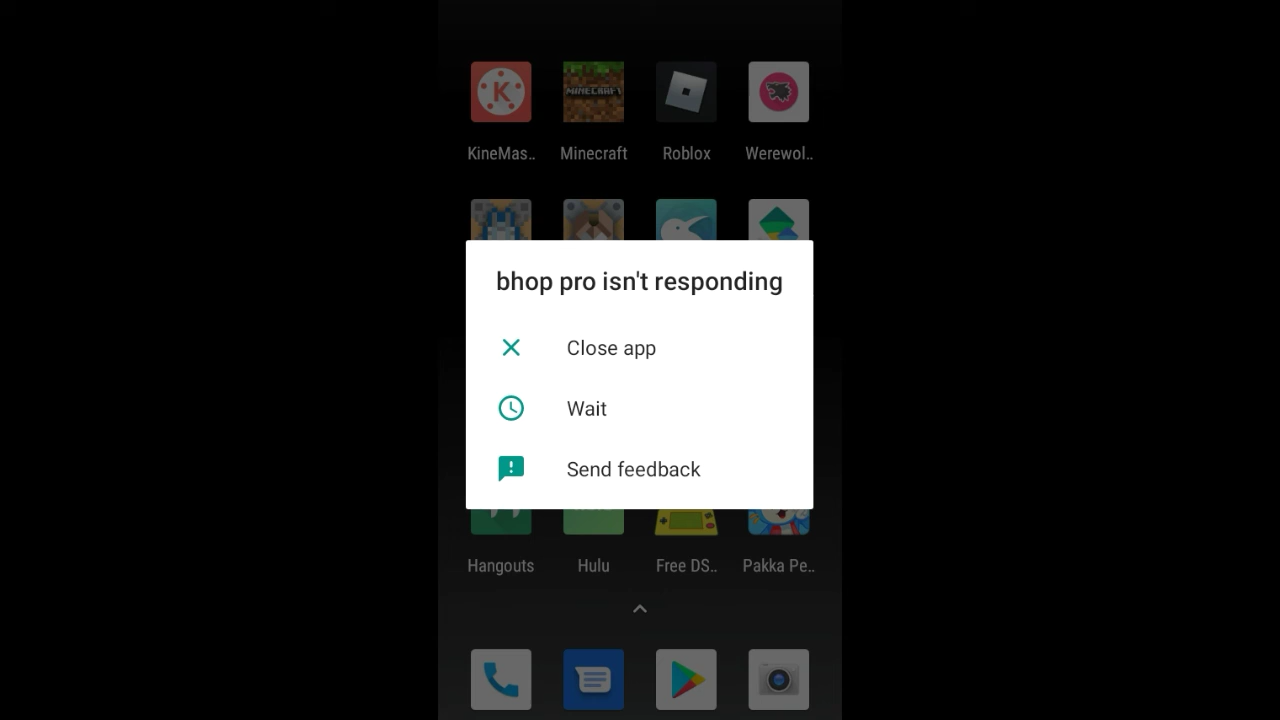 MINECRAFT
KineMas..
Minecraft
Roblox
Werewol..
bhop pro isn't responding
Close app
Wait
Send feedback
Hangouts
Hulu
Free DS..
Pakka Pe..